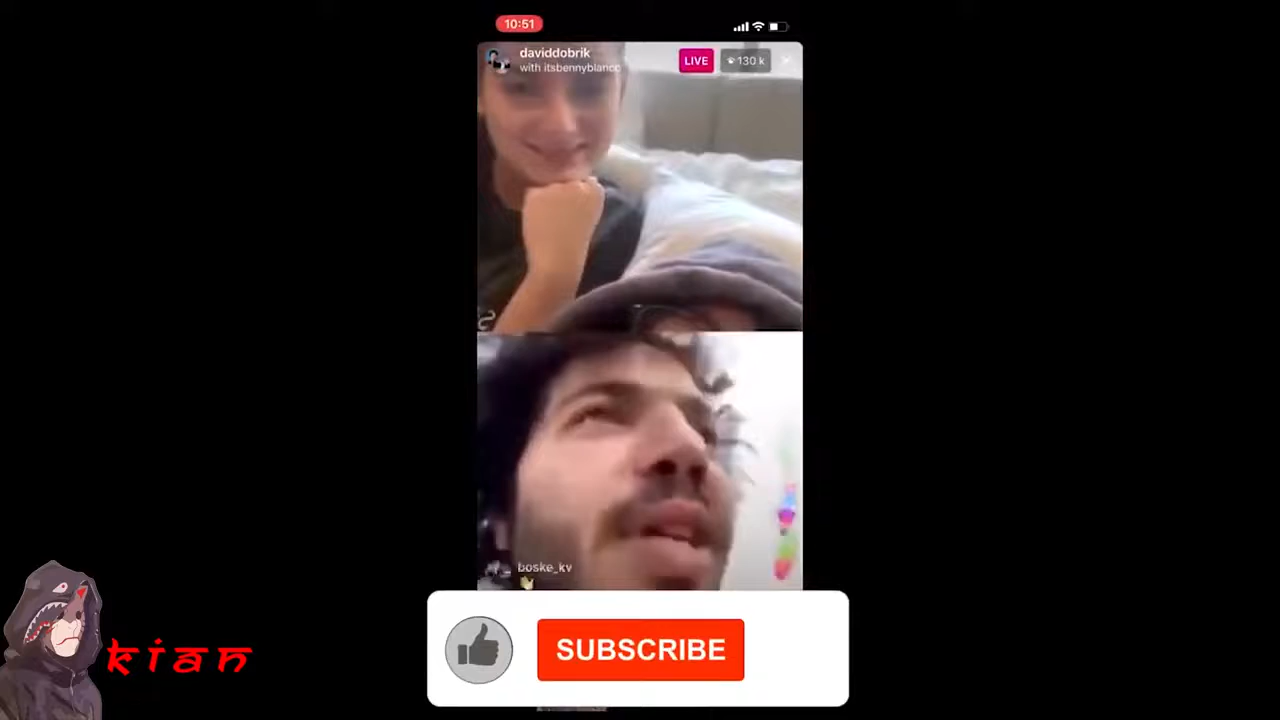 10:51
daviddobrik
with itsbennyblanco
LIVE
130 k
boske_kv
SUBSCRIBE
kian